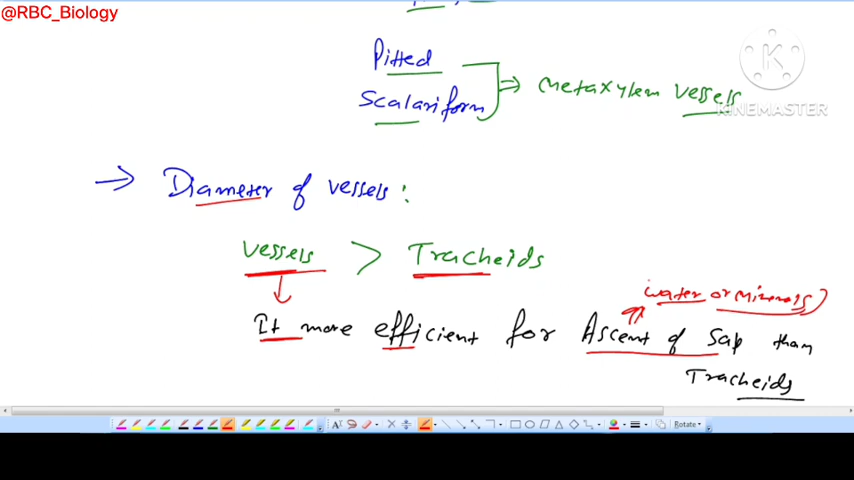 @RBC_Biology
KINEMASTER
Pitted
Scalariform ⇒ Metaxylem vessels
→ Diameter of vessels:
vessels > Tracheids
(water or minerals)
It more efficient for Ascent of Sap than
Tracheids
Rotate